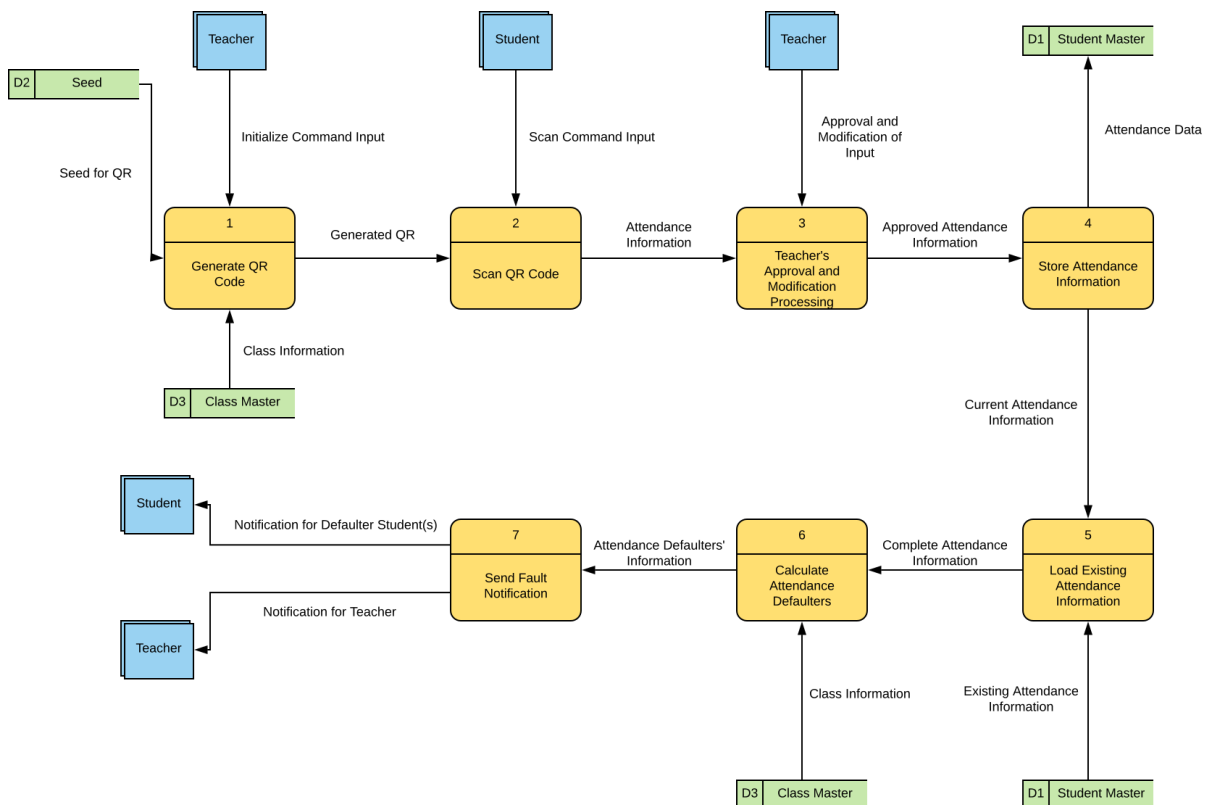 Teacher
Student
Teacher
D1 Student Master
D2 Seed
Initialize Command Input
Scan Command Input
Approval and
Modification of
Input
Attendance Data
Seed for QR
1
Generate QR
Code
Generated QR
2
Scan QR Code
Attendance
Information
3
Teacher's
Approval and
Modification
Processing
Approved Attendance
Information
4
Store Attendance
Information
Class Information
D3 Class Master
Current Attendance
Information
Student
Notification for Defaulter Student(s)
7
Send Fault
Notification
Attendance Defaulters'
Information
6
Calculate
Attendance
Defaulters
Complete Attendance
Information
5
Load Existing
Attendance
Information
Notification for Teacher
Teacher
Class Information
Existing Attendance
Information
D3 Class Master
D1 Student Master